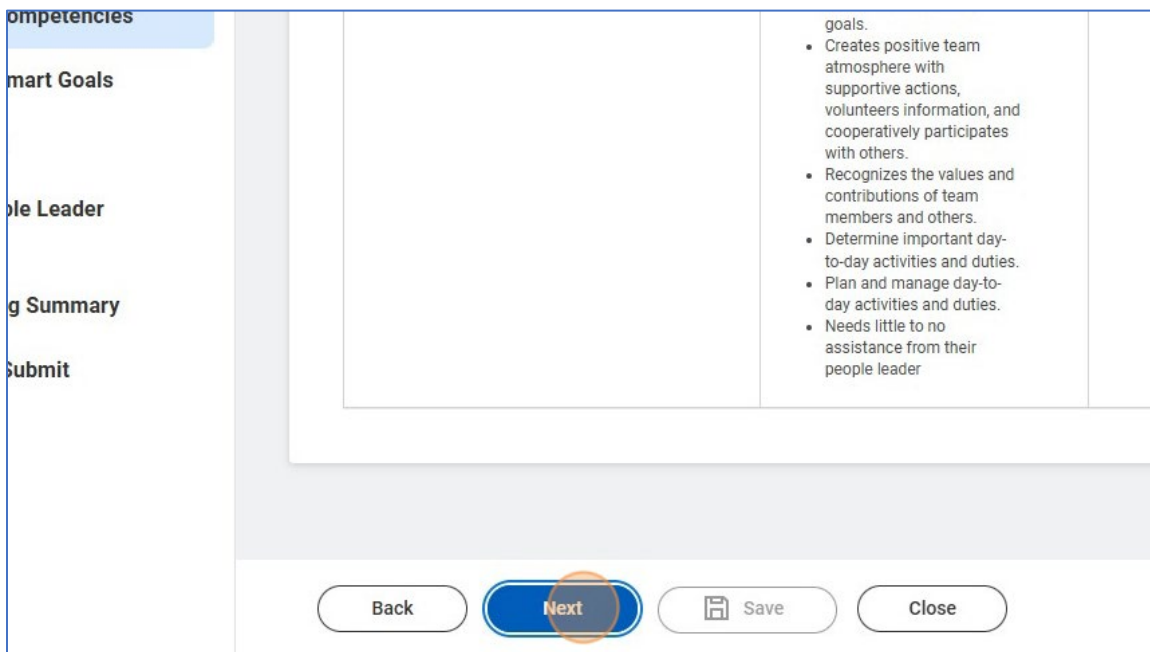 ompetencies
mart Goals
ple Leader
g Summary
Submit
goals.
• Creates positive team
atmosphere with
supportive actions,
volunteers information, and
cooperatively participates
with others.
• Recognizes the values and
contributions of team
members and others.
• Determine important day-
to-day activities and duties.
• Plan and manage day-to-
day activities and duties.
• Needs little to no
assistance from their
people leader
Back
Next
Save
Close